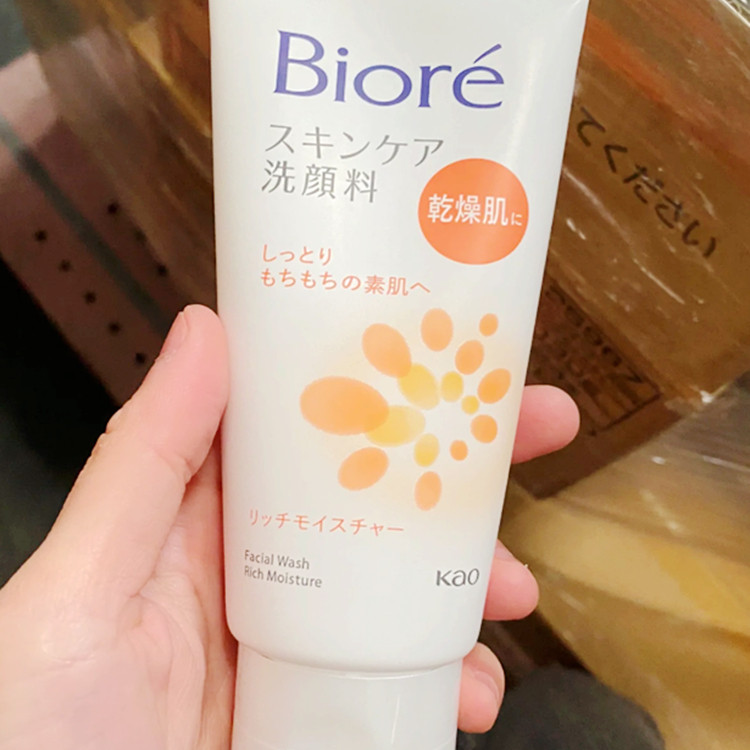 Bioré
スキンケア
洗顔料
乾燥肌に
しっとり
もちもちの素肌へ
リッチモイスチャー
Facial Wash
Rich Moisture
Kao
てください